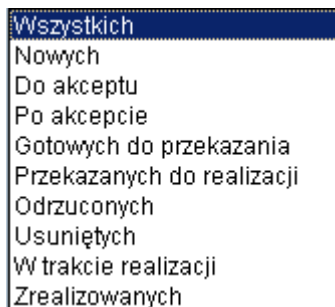 Wszystkich
Nowych
Do akceptu
Po akcepcie
Gotowych do przekazania
Przekazanych do realizacji
Odrzuconych
Usuniętych
W trakcie realizacji
Zrealizowanych